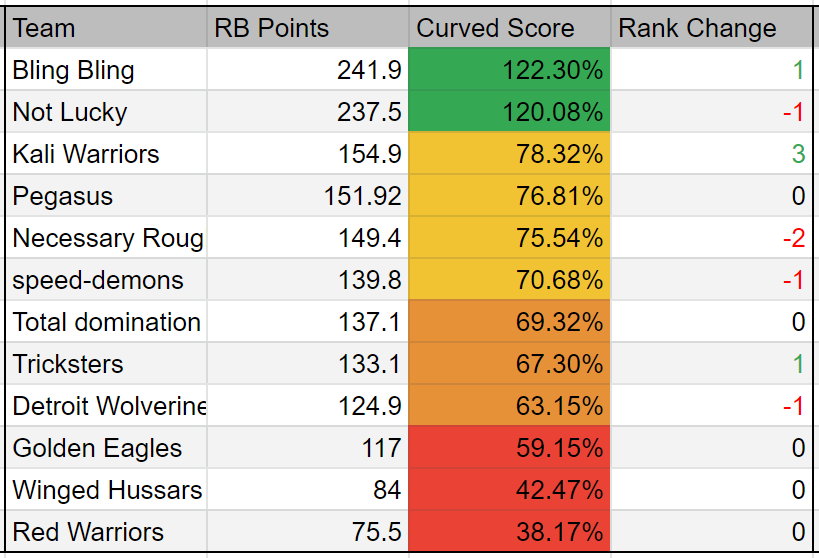 Team RB Points Curved Score Rank Change
Bling Bling 241.9 122.30% 1
Not Lucky 237.5 120.08% -1
Kali Warriors 154.9 78.32% 3
Pegasus 151.92 76.81% 0
Necessary Roug 149.4 75.54% -2
speed-demons 139.8 70.68% -1
Total domination 137.1 69.32% 0
Tricksters 133.1 67.30% 1
Detroit Wolverine 124.9 63.15% -1
Golden Eagles 117 59.15% 0
Winged Hussars 84 42.47% 0
Red Warriors 75.5 38.17% 0